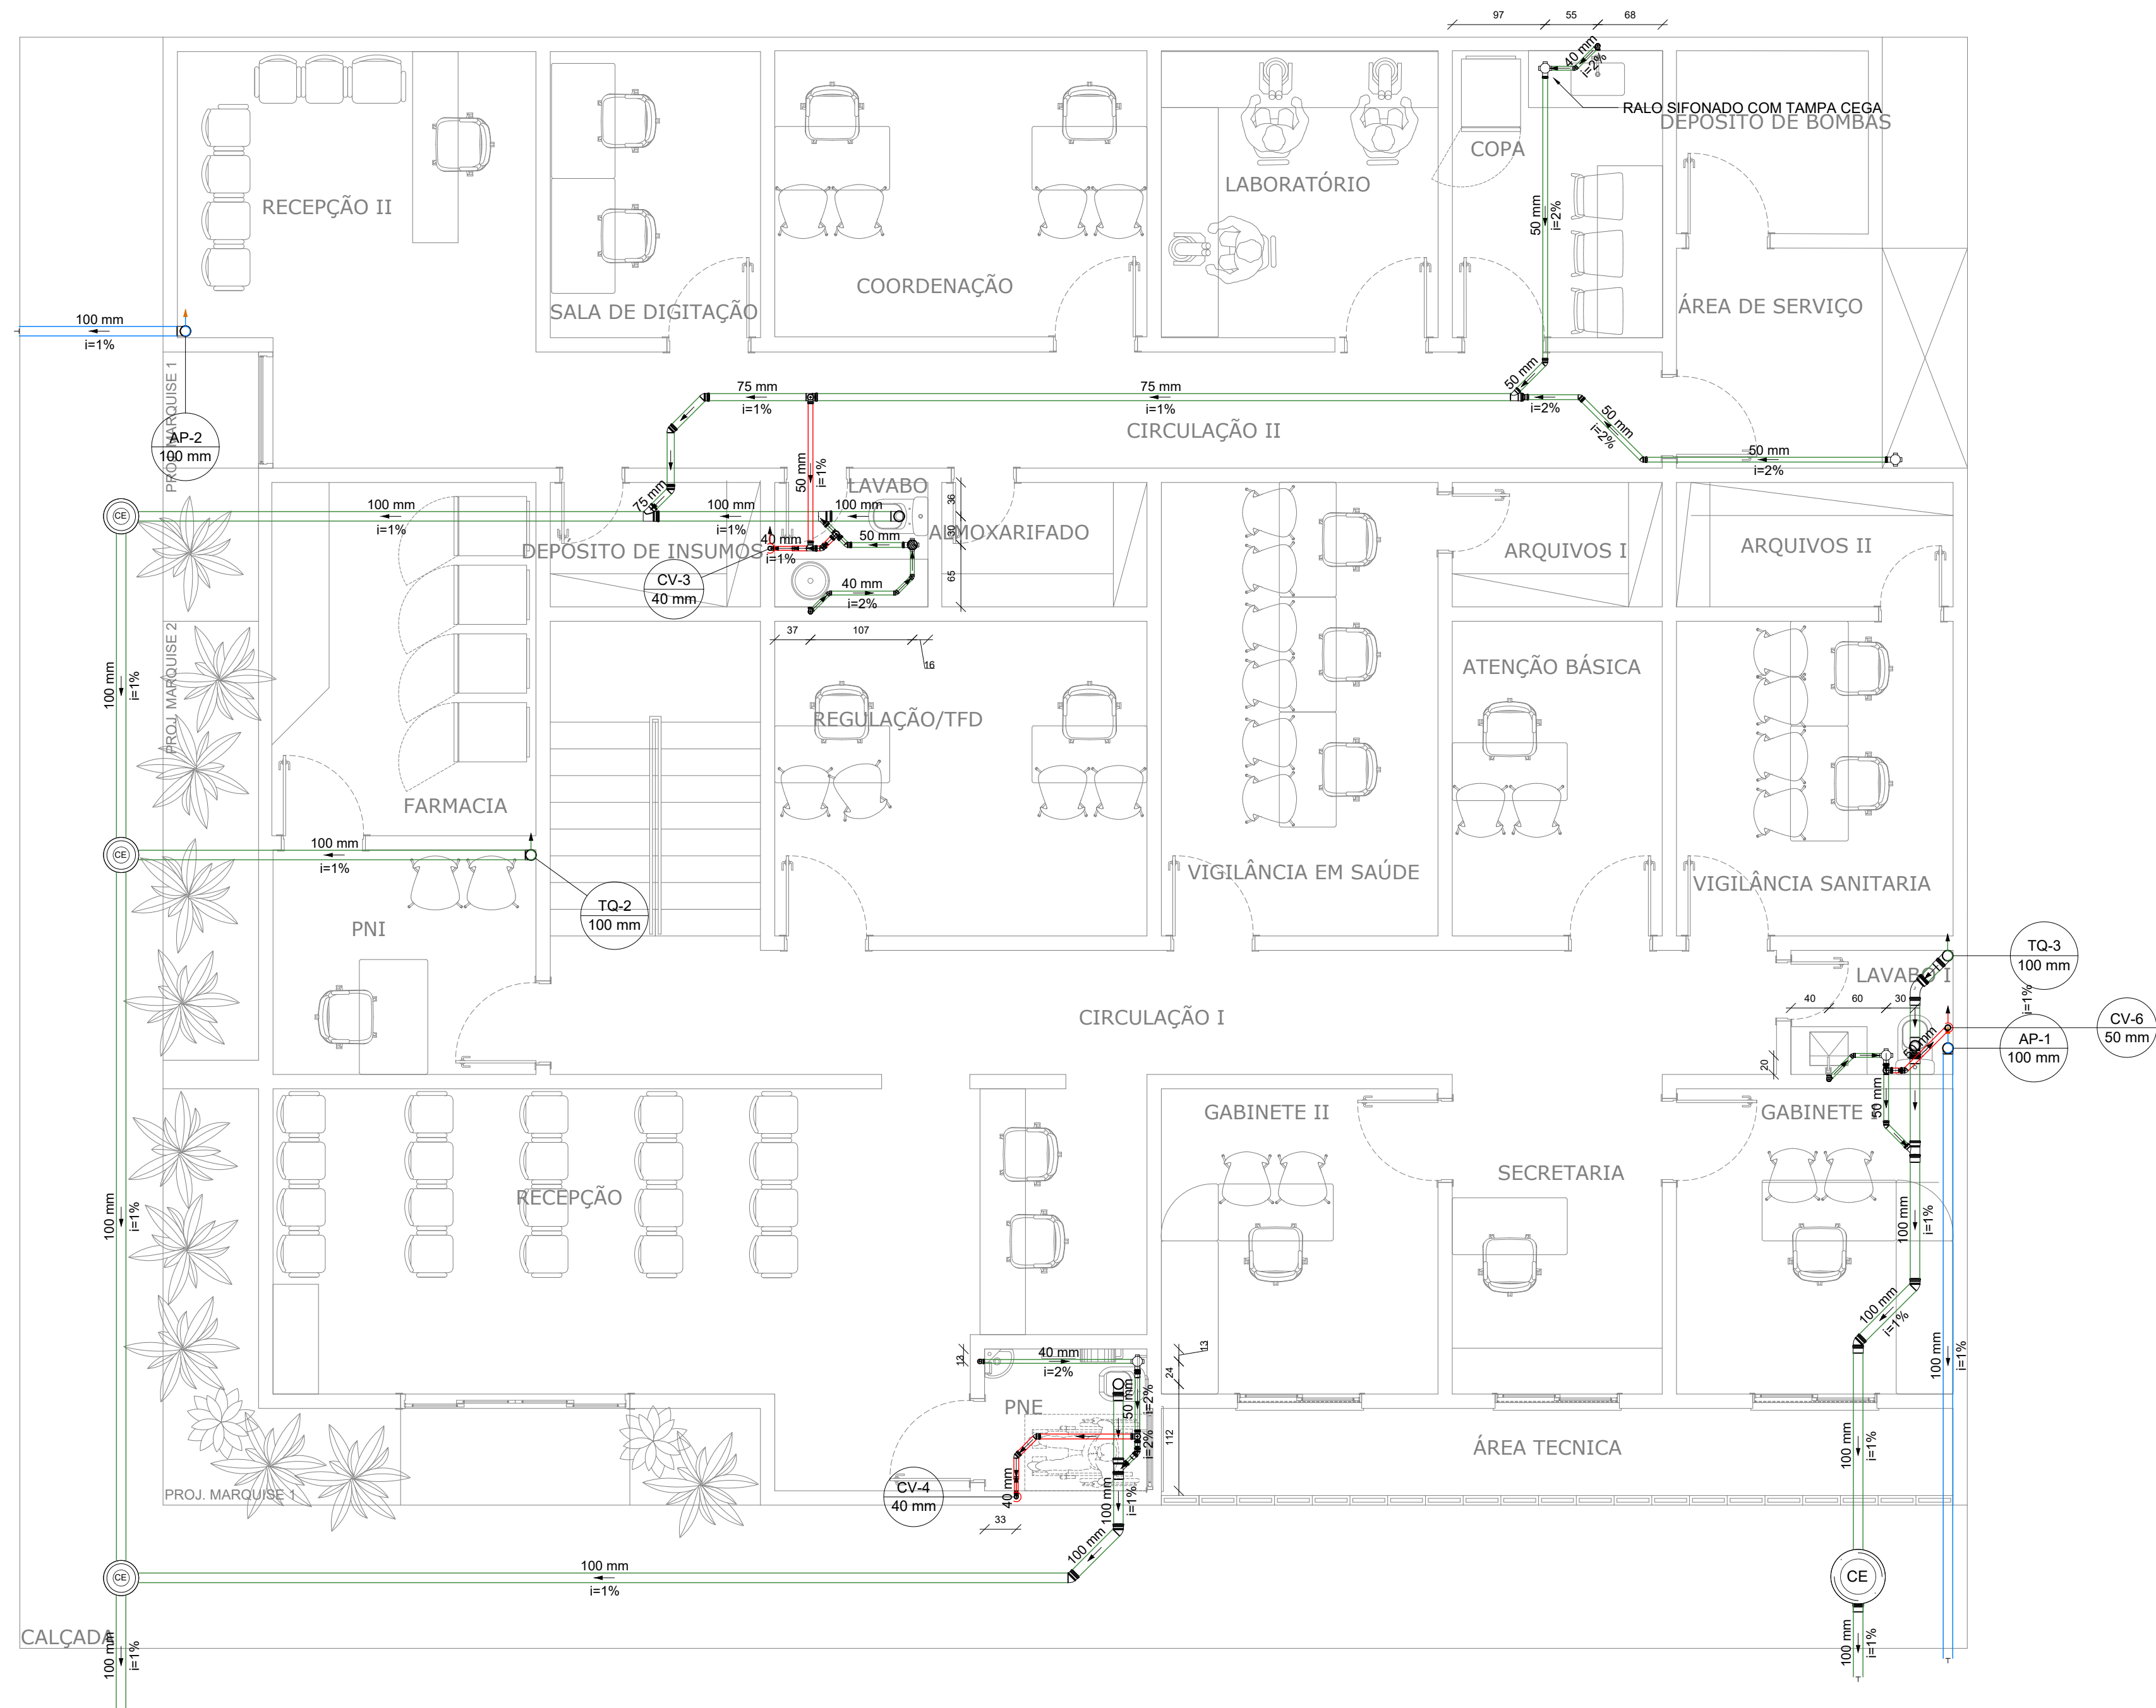 97
55
68
40 mm
i=2%
RALO SIFONADO COM TAMPA CEGA
DEPÓSITO DE BOMBAS
COPA
LABORATÓRIO
RECEPÇÃO II
50 mm
i=2%
COORDENAÇÃO
SALA DE DIGITAÇÃO
ÁREA DE SERVIÇO
100 mm
i=1%
PROJ. MARQUISE 1
AP-2
100 mm
75 mm
i=1%
75 mm
i=1%
50 mm
i=2%
50 mm
i=2%
CIRCULAÇÃO II
50 mm
i=2%
50 mm
i=1%
LAVABO
75 mm
CE
100 mm
i=1%
100 mm
i=1%
100 mm
36
30
65
ALMOXARIFADO
DEPÓSITO DE INSUMOS
40 mm
i=1%
50 mm
ARQUIVOS I
ARQUIVOS II
CV-3
40 mm
40 mm
i=2%
37
107
16
PROJ. MARQUISE 2
100 mm
i=1%
ATENÇÃO BÁSICA
REGULAÇÃO/TFD
FARMACIA
CE
100 mm
i=1%
VIGILÂNCIA EM SAÚDE
VIGILÂNCIA SANITARIA
TQ-2
100 mm
PNI
TQ-3
100 mm
LAVABO I
i=1%
40
60
30
CIRCULAÇÃO I
CV-6
50 mm
AP-1
100 mm
50 mm
20
50 mm
GABINETE II
GABINETE I
SECRETARIA
RECEPÇÃO
100 mm
i=1%
100 mm
i=1%
100 mm
i=1%
13
40 mm
i=2%
13
24
112
100 mm
i=1%
PNE
50 mm
i=2%
i=2%
ÁREA TECNICA
100 mm
i=1%
PROJ. MARQUISE 1
CV-4
40 mm
40 mm
33
100 mm
i=1%
100 mm
CE
100 mm
i=1%
CE
CALÇADA
100 mm
i=1%
100 mm
i=1%